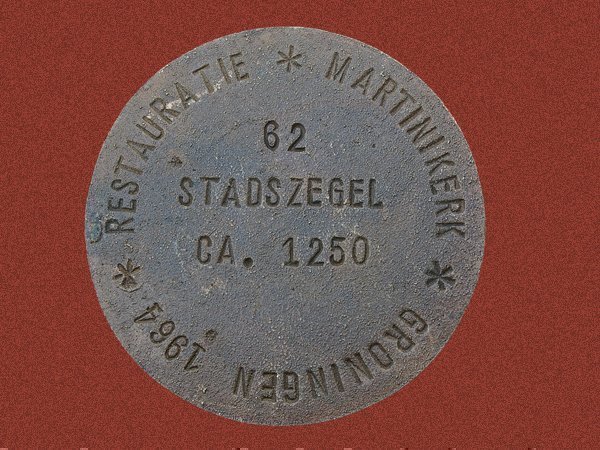 RESTAURATIE * MARTINIKERK * GRONINGEN 1964 *
62
STADSZEGEL
CA. 1250